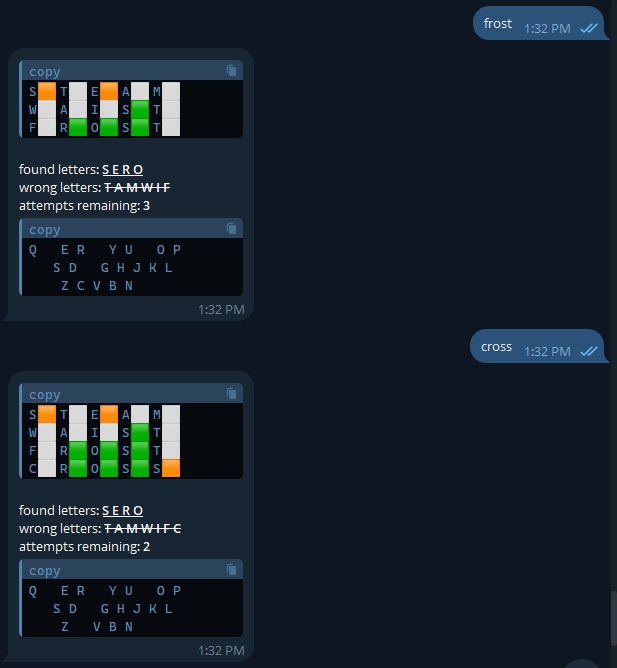 frost 1:32 PM
copy
S T E A M
W A I S T
F R O S T
found letters: S E R O
wrong letters: T A M W I F
attempts remaining: 3
copy
Q E R Y U O P
S D G H J K L
Z C V B N
1:32 PM
cross 1:32 PM
copy
S T E A M
W A I S T
F R O S T
C R O S S
found letters: S E R O
wrong letters: T A M W I F C
attempts remaining: 2
copy
Q E R Y U O P
S D G H J K L
Z V B N
1:32 PM